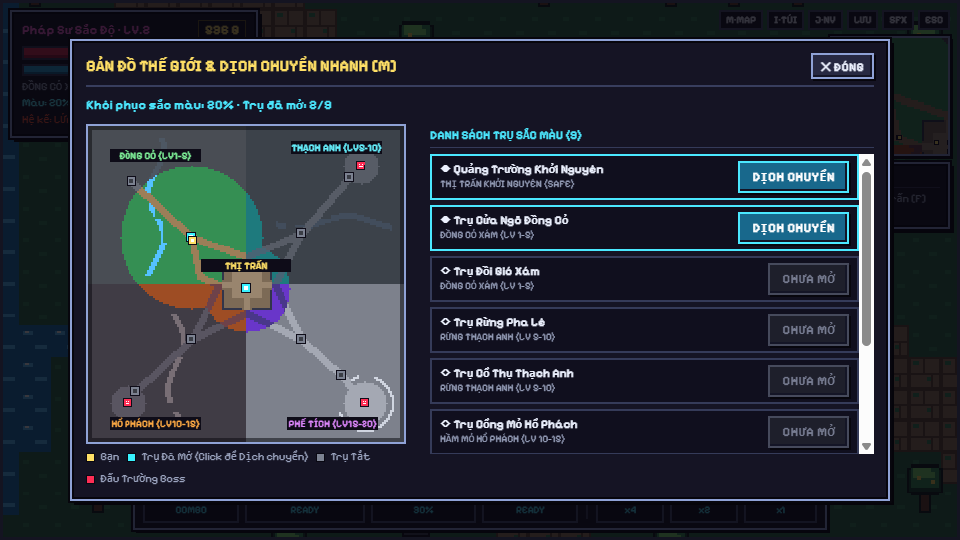 Pháp Sư Sắc Độ · LV.2
M-MAP I-TÚI J-NV LƯU SFX ESC
BẢN ĐỒ THẾ GIỚI & DỊCH CHUYỂN NHANH (M)
X ĐÓNG
Khôi phục sắc màu: 20% · Trụ đã mở: 2/9
ĐỒNG CỎ (LV1-5)
THẠCH ANH (LV5-10)
THỊ TRẤN
HỔ PHÁCH (LV10-15)
PHẾ TÍCH (LV15-20)
Bạn
Trụ Đã Mở (Click để Dịch chuyển)
Trụ Tắt
Đấu Trường Boss
DANH SÁCH TRỤ SẮC MÀU (9)
◆ Quảng Trường Khởi Nguyên
THỊ TRẤN KHỞI NGUYÊN (SAFE)
DỊCH CHUYỂN
◆ Trụ Cửa Ngõ Đồng Cỏ
ĐỒNG CỎ XÁM (LV 1-5)
DỊCH CHUYỂN
◇ Trụ Đồi Gió Xám
ĐỒNG CỎ XÁM (LV 1-5)
CHƯA MỞ
◇ Trụ Rừng Pha Lê
RỪNG THẠCH ANH (LV 5-10)
CHƯA MỞ
◇ Trụ Cổ Thụ Thạch Anh
RỪNG THẠCH ANH (LV 5-10)
CHƯA MỞ
◇ Trụ Cổng Mỏ Hổ Phách
HẦM MỎ HỔ PHÁCH (LV 10-15)
CHƯA MỞ
COMBO READY 30% READY x4 x2 x1